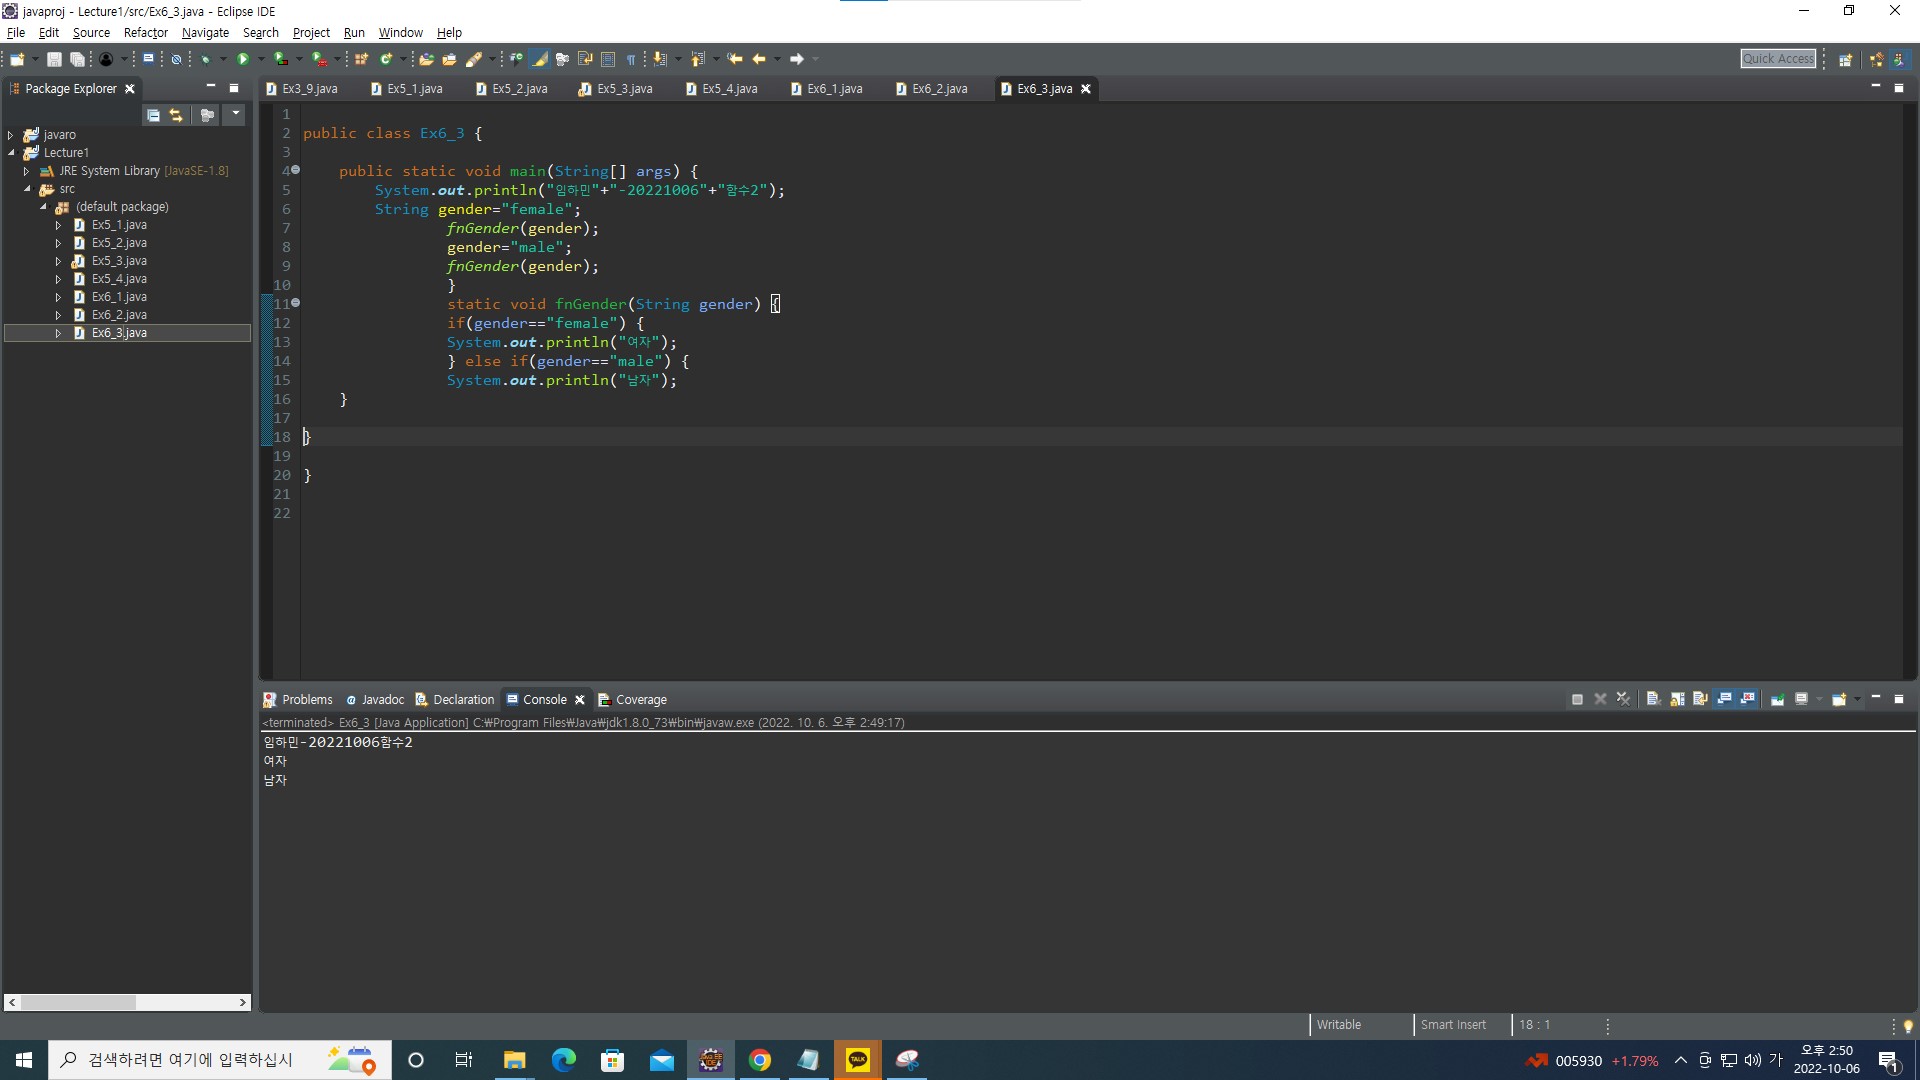 javaproj - Lecture1/src/Ex6_3.java - Eclipse IDE
File Edit Source Refactor Navigate Search Project Run Window Help
Quick Access
Package Explorer
Ex3_9.java Ex5_1.java Ex5_2.java Ex5_3.java Ex5_4.java Ex6_1.java Ex6_2.java Ex6_3.java
javaro
Lecture1
JRE System Library [JavaSE-1.8]
src
(default package)
Ex5_1.java
Ex5_2.java
Ex5_3.java
Ex5_4.java
Ex6_1.java
Ex6_2.java
Ex6_3.java
1
2 public class Ex6_3 {
3
4 public static void main(String[] args) {
5 System.out.println("임하민"+"-20221006"+"함수2");
6 String gender="female";
7 fnGender(gender);
8 gender="male";
9 fnGender(gender);
10 }
11 static void fnGender(String gender) {
12 if(gender=="female") {
13 System.out.println("여자");
14 } else if(gender=="male") {
15 System.out.println("남자");
16 }
17
18 }
19
20 }
21
22
Problems Javadoc Declaration Console Coverage
<terminated> Ex6_3 [Java Application] C:₩Program Files₩Java₩jdk1.8.0_73₩bin₩javaw.exe (2022. 10. 6. 오후 2:49:17)
임하민-20221006함수2
여자
남자
Writable Smart Insert 18 : 1
검색하려면 여기에 입력하십시
TALK
005930 +1.79% 가 오후 2:50
2022-10-06
1